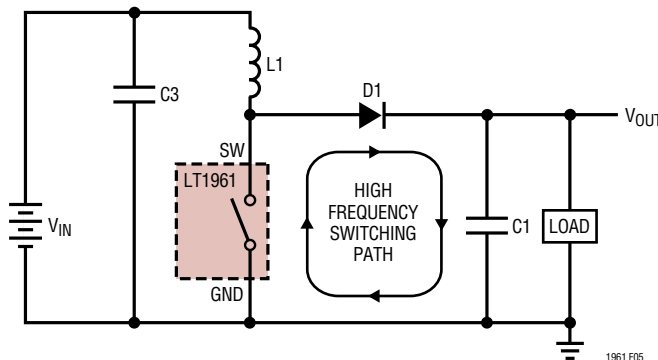 L1
C3
D1
VOUT
SW
LT1961
HIGH
FREQUENCY
SWITCHING
PATH
VIN
C1
LOAD
GND
1961 F05